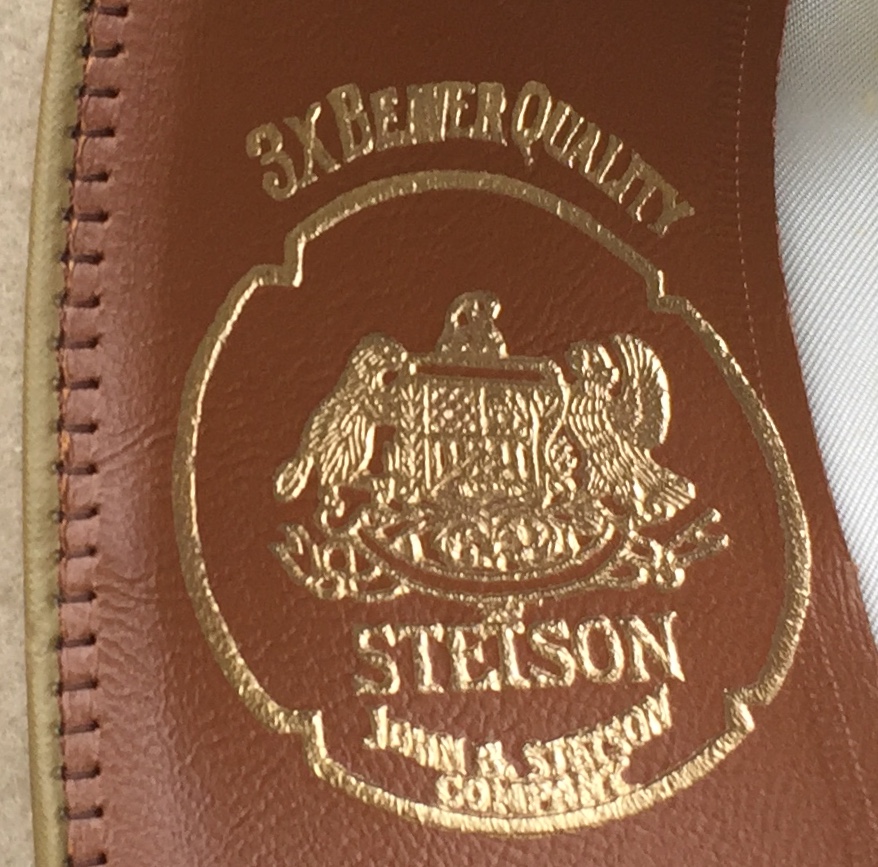 3X BEAVER QUALITY
STETSON
JOHN B. STETSON
COMPANY